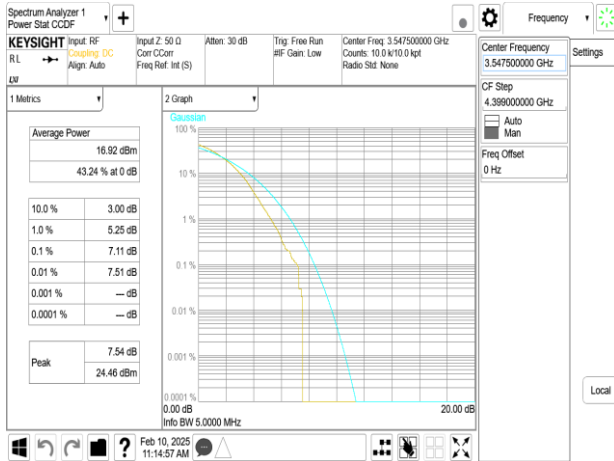 Spectrum Analyzer 1
Power Stat CCDF
+
Frequency
KEYSIGHT
RL
LXI
Input: RF
Coupling: DC
Align: Auto
Input Z: 50 Ω
Corr CCorr
Freq Ref: Int (S)
Atten: 30 dB
Trig: Free Run
#IF Gain: Low
Center Freq: 3.547500000 GHz
Counts: 10.0 k/10.0 kpt
Radio Std: None
Center Frequency
3.547500000 GHz
Settings
CF Step
4.399000000 GHz
Auto
Man
Freq Offset
0 Hz
Local
1 Metrics
Average Power
16.92 dBm
43.24 % at 0 dB
10.0 % 3.00 dB
1.0 % 5.25 dB
0.1 % 7.11 dB
0.01 % 7.51 dB
0.001 % --- dB
0.0001 % --- dB
Peak
7.54 dB
24.46 dBm
2 Graph
Gaussian
100 %
10 %
1 %
0.1 %
0.01 %
0.001 %
0.0001 %
0.00 dB 20.00 dB
Info BW 5.0000 MHz
?
Feb 10, 2025
11:14:57 AM